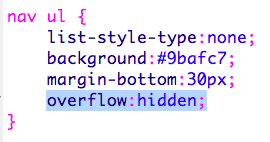 nav ul {
list-style-type:none;
background:#9bafc7;
margin-bottom:30px;
overflow:hidden;
}